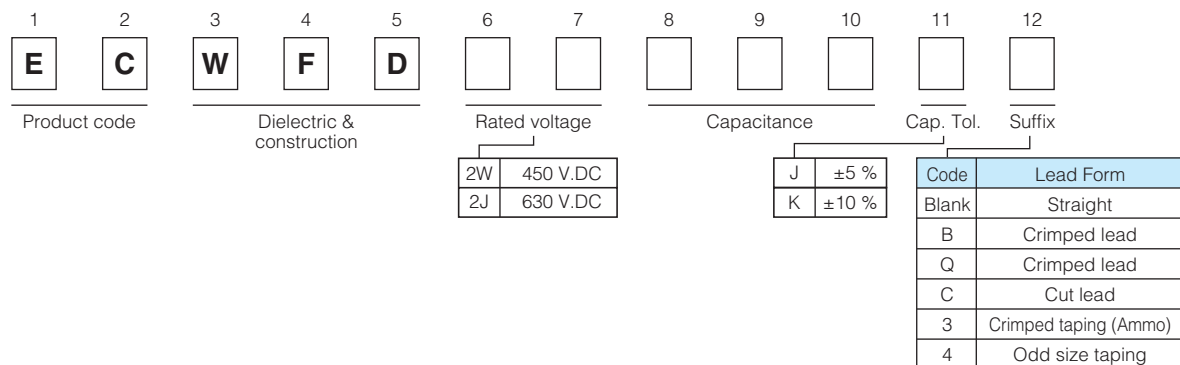 1 2 3 4 5 6 7 8 9 10 11 12
E C W F D
Product code Dielectric & construction Rated voltage Capacitance Cap. Tol. Suffix
2W 450 V.DC
2J 630 V.DC
J ±5 %
K ±10 %
Code Lead Form
Blank Straight
B Crimped lead
Q Crimped lead
C Cut lead
3 Crimped taping (Ammo)
4 Odd size taping